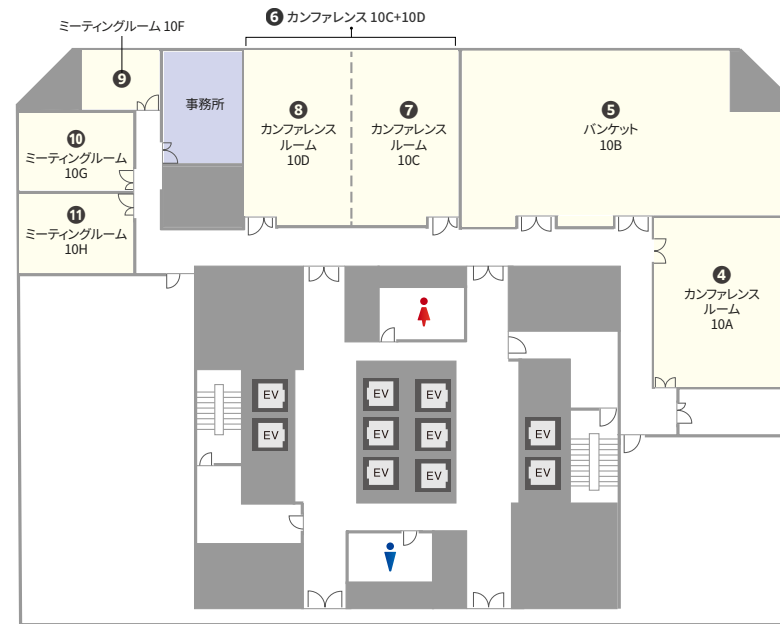 ❻ カンファレンス 10C+10D
ミーティングルーム 10F
❾
事務所
❽
カンファレンス
ルーム
10D
❼
カンファレンス
ルーム
10C
❺
バンケット
10B
❿
ミーティングルーム
10G
⓫
ミーティングルーム
10H
❹
カンファレンス
ルーム
10A
EV
EV
EV
EV
EV
EV
EV
EV
EV
EV